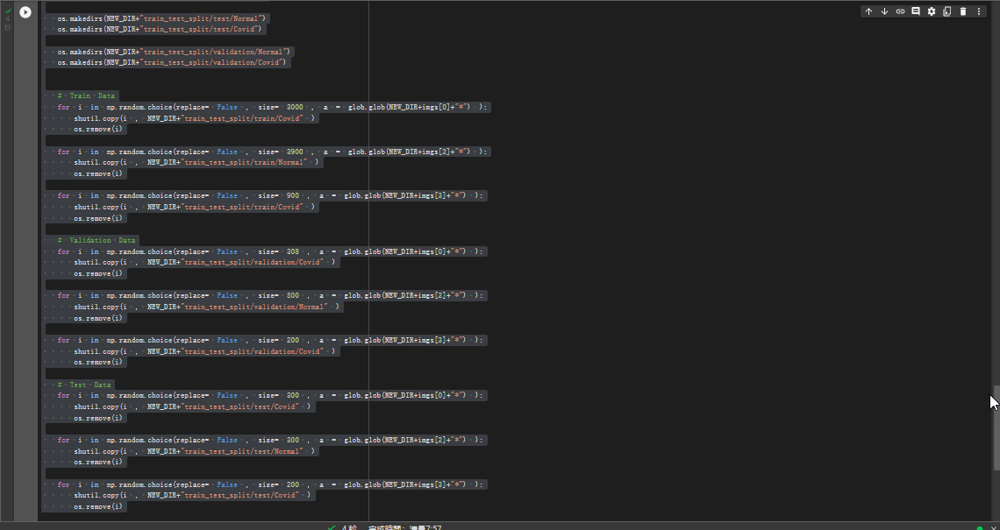 os.makedirs(NEW_DIR+"train_test_split/test/Normal")
os.makedirs(NEW_DIR+"train_test_split/test/Covid")
os.makedirs(NEW_DIR+"train_test_split/validation/Normal")
os.makedirs(NEW_DIR+"train_test_split/validation/Covid")
# Train Data
for i in np.random.choice(replace= False , size= 3000 , a = glob.glob(NEW_DIR+imgs[0]+"*") ):
shutil.copy(i , NEW_DIR+"train_test_split/train/Covid" )
os.remove(i)
for i in np.random.choice(replace= False , size= 3900 , a = glob.glob(NEW_DIR+imgs[2]+"*") ):
shutil.copy(i , NEW_DIR+"train_test_split/train/Normal" )
os.remove(i)
for i in np.random.choice(replace= False , size= 900 , a = glob.glob(NEW_DIR+imgs[3]+"*") ):
shutil.copy(i , NEW_DIR+"train_test_split/train/Covid" )
os.remove(i)
# Validation Data
for i in np.random.choice(replace= False , size= 308 , a = glob.glob(NEW_DIR+imgs[0]+"*") ):
shutil.copy(i , NEW_DIR+"train_test_split/validation/Covid" )
os.remove(i)
for i in np.random.choice(replace= False , size= 500 , a = glob.glob(NEW_DIR+imgs[2]+"*") ):
shutil.copy(i , NEW_DIR+"train_test_split/validation/Normal" )
os.remove(i)
for i in np.random.choice(replace= False , size= 200 , a = glob.glob(NEW_DIR+imgs[3]+"*") ):
shutil.copy(i , NEW_DIR+"train_test_split/validation/Covid" )
os.remove(i)
# Test Data
for i in np.random.choice(replace= False , size= 300 , a = glob.glob(NEW_DIR+imgs[0]+"*") ):
shutil.copy(i , NEW_DIR+"train_test_split/test/Covid" )
os.remove(i)
for i in np.random.choice(replace= False , size= 300 , a = glob.glob(NEW_DIR+imgs[2]+"*") ):
shutil.copy(i , NEW_DIR+"train_test_split/test/Normal" )
os.remove(i)
for i in np.random.choice(replace= False , size= 200 , a = glob.glob(NEW_DIR+imgs[3]+"*") ):
shutil.copy(i , NEW_DIR+"train_test_split/test/Covid" )
os.remove(i)
4 秒 完成時間: 7:57